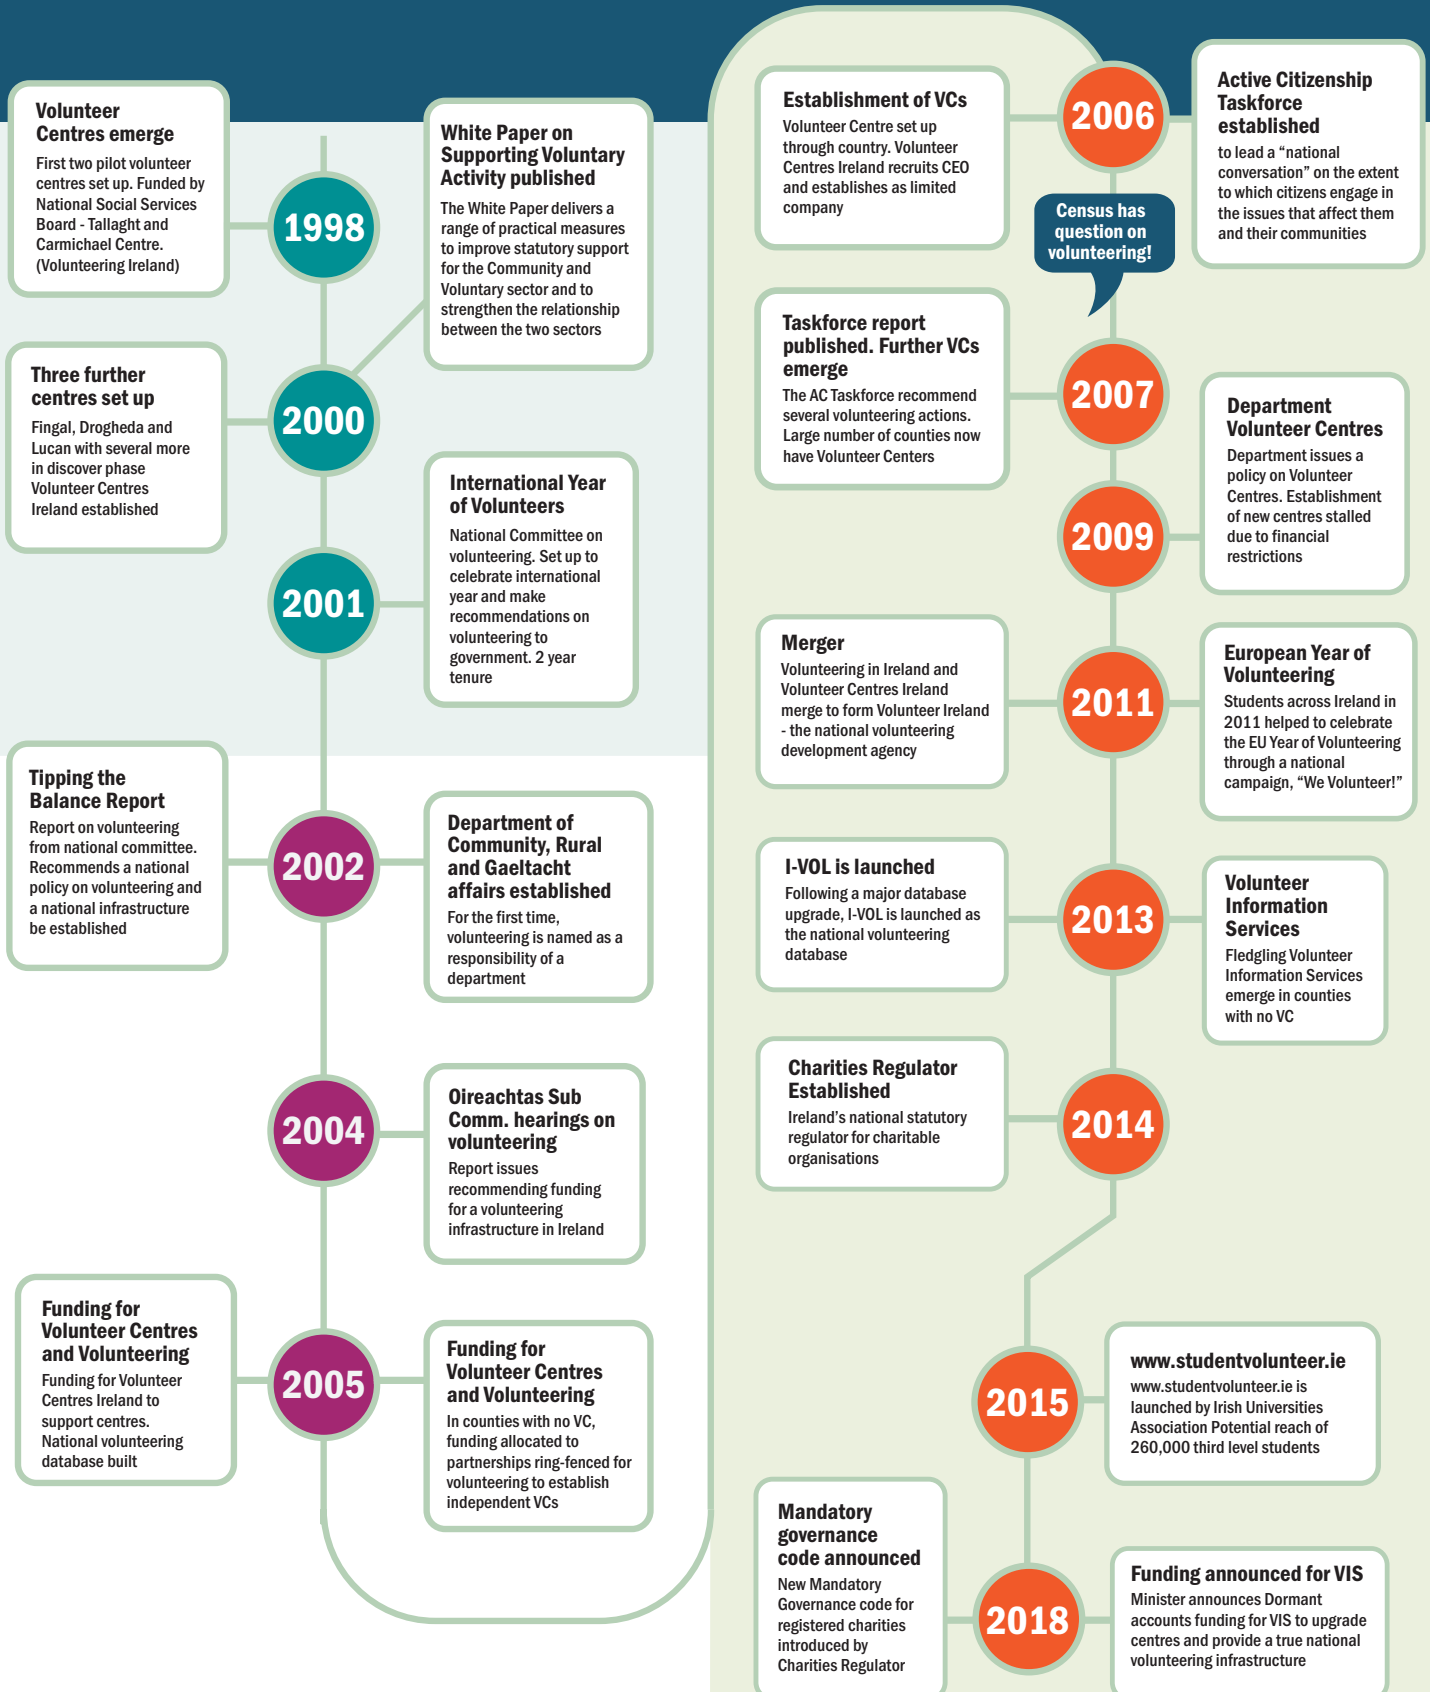 Volunteer
Centres emerge
First two pilot volunteer
centres set up. Funded by
National Social Services
Board - Tallaght and
Carmichael Centre.
(Volunteering Ireland)
1998
White Paper on
Supporting Voluntary
Activity published
The White Paper delivers a
range of practical measures
to improve statutory support
for the Community and
Voluntary sector and to
strengthen the relationship
between the two sectors
Three further
centres set up
Fingal, Drogheda and
Lucan with several more
in discover phase
Volunteer Centres
Ireland established
2000
2001
International Year
of Volunteers
National Committee on
volunteering. Set up to
celebrate international
year and make
recommendations on
volunteering to
government. 2 year
tenure
Tipping the
Balance Report
Report on volunteering
from national committee.
Recommends a national
policy on volunteering and
a national infrastructure
be established
2002
Department of
Community, Rural
and Gaeltacht
affairs established
For the first time,
volunteering is named as a
responsibility of a
department
2004
Oireachtas Sub
Comm. hearings on
volunteering
Report issues
recommending funding
for a volunteering
infrastructure in Ireland
Funding for
Volunteer Centres
and Volunteering
Funding for Volunteer
Centres Ireland to
support centres.
National volunteering
database built
2005
Funding for
Volunteer Centres
and Volunteering
In counties with no VC,
funding allocated to
partnerships ring-fenced for
volunteering to establish
independent VCs
Establishment of VCs
Volunteer Centre set up
through country. Volunteer
Centres Ireland recruits CEO
and establishes as limited
company
2006
Active Citizenship
Taskforce
established
to lead a “national
conversation” on the extent
to which citizens engage in
the issues that affect them
and their communities
Census has
question on
volunteering!
Taskforce report
published. Further VCs
emerge
The AC Taskforce recommend
several volunteering actions.
Large number of counties now
have Volunteer Centers
2007
2009
Department
Volunteer Centres
Department issues a
policy on Volunteer
Centres. Establishment
of new centres stalled
due to financial
restrictions
Merger
Volunteering in Ireland and
Volunteer Centres Ireland
merge to form Volunteer Ireland
- the national volunteering
development agency
2011
European Year of
Volunteering
Students across Ireland in
2011 helped to celebrate
the EU Year of Volunteering
through a national
campaign, “We Volunteer!”
I-VOL is launched
Following a major database
upgrade, I-VOL is launched as
the national volunteering
database
2013
Volunteer
Information
Services
Fledgling Volunteer
Information Services
emerge in counties
with no VC
Charities Regulator
Established
Ireland’s national statutory
regulator for charitable
organisations
2014
2015
www.studentvolunteer.ie
www.studentvolunteer.ie is
launched by Irish Universities
Association Potential reach of
260,000 third level students
Mandatory
governance
code announced
New Mandatory
Governance code for
registered charities
introduced by
Charities Regulator
2018
Funding announced for VIS
Minister announces Dormant
accounts funding for VIS to upgrade
centres and provide a true national
volunteering infrastructure